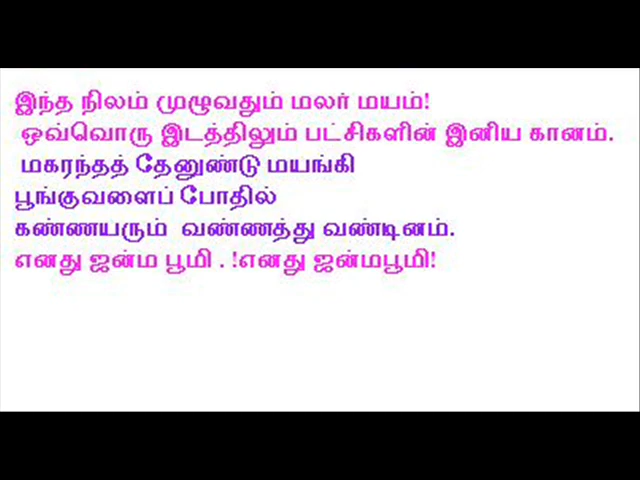 இந்த நிலம் முழுவதும் மலர் மயம்!
ஒவ்வொரு இடத்திலும் பட்சிகளின் இனிய கானம்.
மகரந்தத் தேனுண்டு மயங்கி
பூங்குவளைப் போதில்
கண்ணயரும் வண்ணத்து வண்டினம்.
எனது ஜன்ம பூமி . !எனது ஜன்மபூமி!